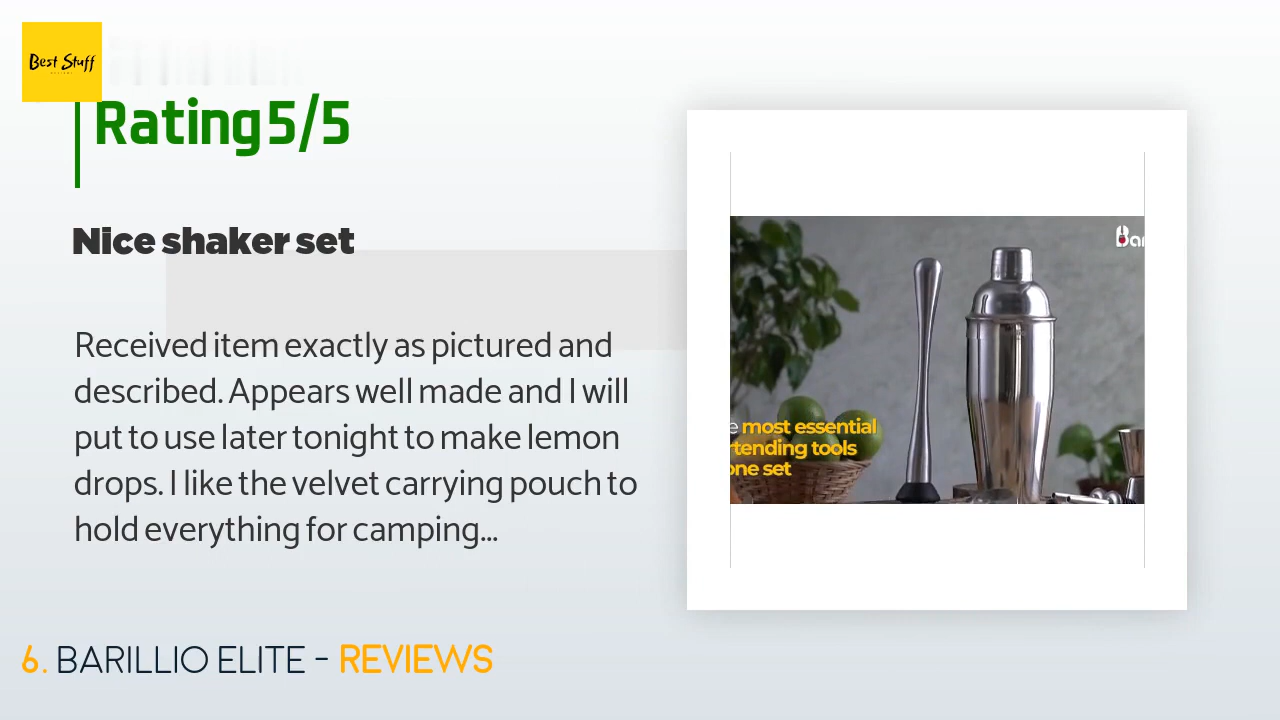 Best Stuff
Rating 5/5
Nice shaker set
Received item exactly as pictured and
described. Appears well made and I will
put to use later tonight to make lemon
drops. I like the velvet carrying pouch to
hold everything for camping...
Bar
e most essential
rtending tools
one set
6. BARILLIO ELITE - REVIEWS